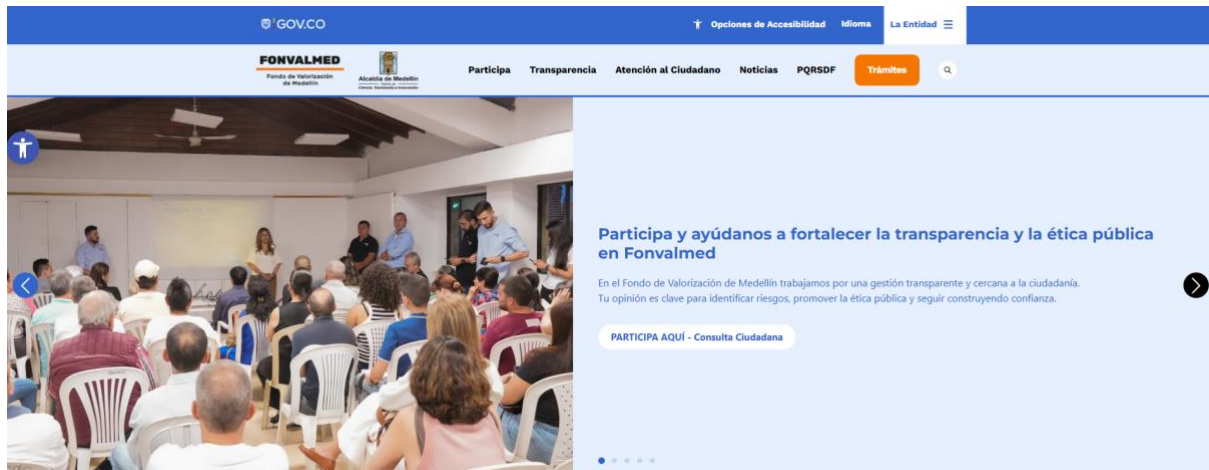 GOV.CO
Opciones de Accesibilidad
Idioma
La Entidad
FONVALMED
Fondo de Valorización
de Medellín
Alcaldía de Medellín
Ciencia, Tecnología e Innovación
Participa
Transparencia
Atención al Ciudadano
Noticias
PQRSDF
Trámites
Participa y ayúdanos a fortalecer la transparencia y la ética pública
en Fonvalmed
En el Fondo de Valorización de Medellín trabajamos por una gestión transparente y cercana a la ciudadanía.
Tu opinión es clave para identificar riesgos, promover la ética pública y seguir construyendo confianza.
PARTICIPA AQUÍ - Consulta Ciudadana